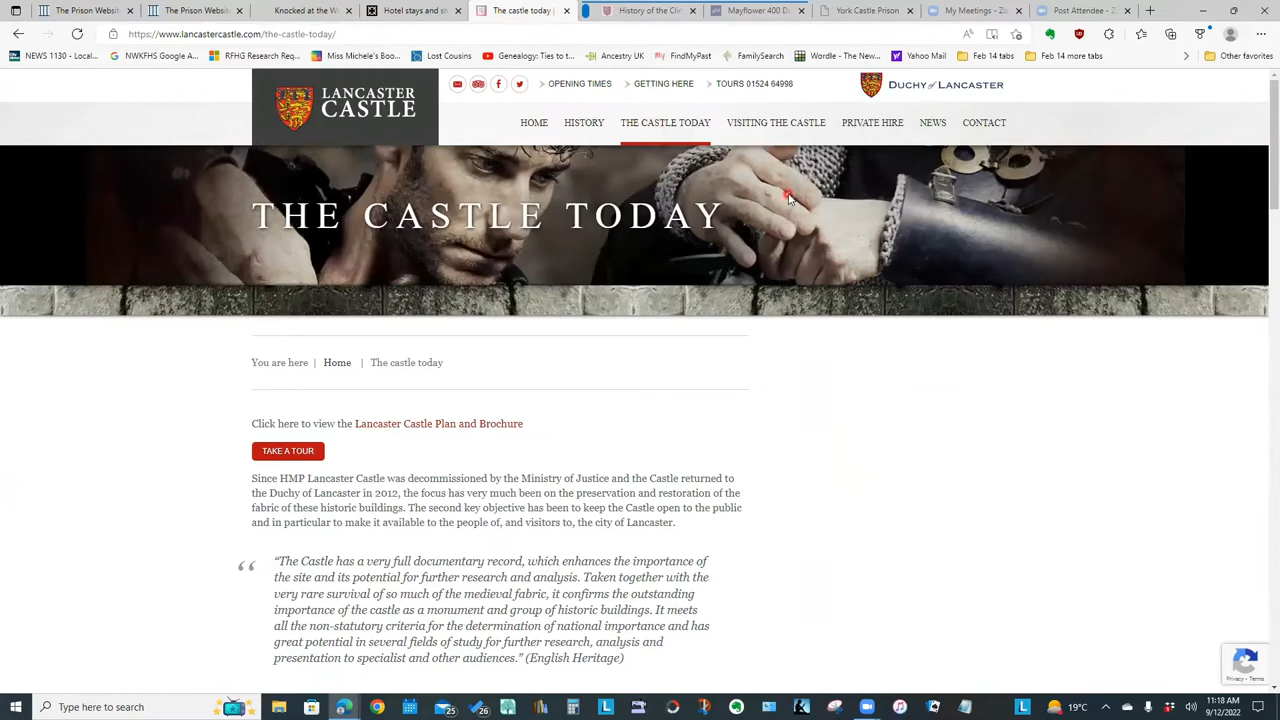 The Prison Websit
The Prison Websit
Knocked at the W
Hotel stays and sh
The castle today |
History of the Clin
Mayflower 400 De
York Castle Prison
My Meetings - Zo
Post Attendee - Z
https://www.lancastercastle.com/the-castle-today/
NEWS 1130 - Local...
NWKFHS Google A...
RFHG Research Req...
Miss Michele's Boo...
Lost Cousins
Genealogy: Ties to...
Ancestry UK
FindMyPast
FamilySearch
Wordle - The New...
Yahoo Mail
Feb 14 tabs
Feb 14 more tabs
Other favorites
LANCASTER
CASTLE
OPENING TIMES
GETTING HERE
TOURS 01524 64998
DUCHY of LANCASTER
HOME
HISTORY
THE CASTLE TODAY
VISITING THE CASTLE
PRIVATE HIRE
NEWS
CONTACT
THE CASTLE TODAY
You are here | Home | The castle today
Click here to view the Lancaster Castle Plan and Brochure
TAKE A TOUR
Since HMP Lancaster Castle was decommissioned by the Ministry of Justice and the Castle returned to
the Duchy of Lancaster in 2012, the focus has very much been on the preservation and restoration of the
fabric of these historic buildings. The second key objective has been to keep the Castle open to the public
and in particular to make it available to the people of, and visitors to, the city of Lancaster.
“The Castle has a very full documentary record, which enhances the importance of
the site and its potential for further research and analysis. Taken together with the
very rare survival of so much of the medieval fabric, it confirms the outstanding
importance of the castle as a monument and group of historic buildings. It meets
all the non-statutory criteria for the determination of national importance and has
great potential in several fields of study for further research, analysis and
presentation to specialist and other audiences.” (English Heritage)
Privacy - Terms
Type here to search
25
26
L
L
19°C
11:18 AM
9/12/2022